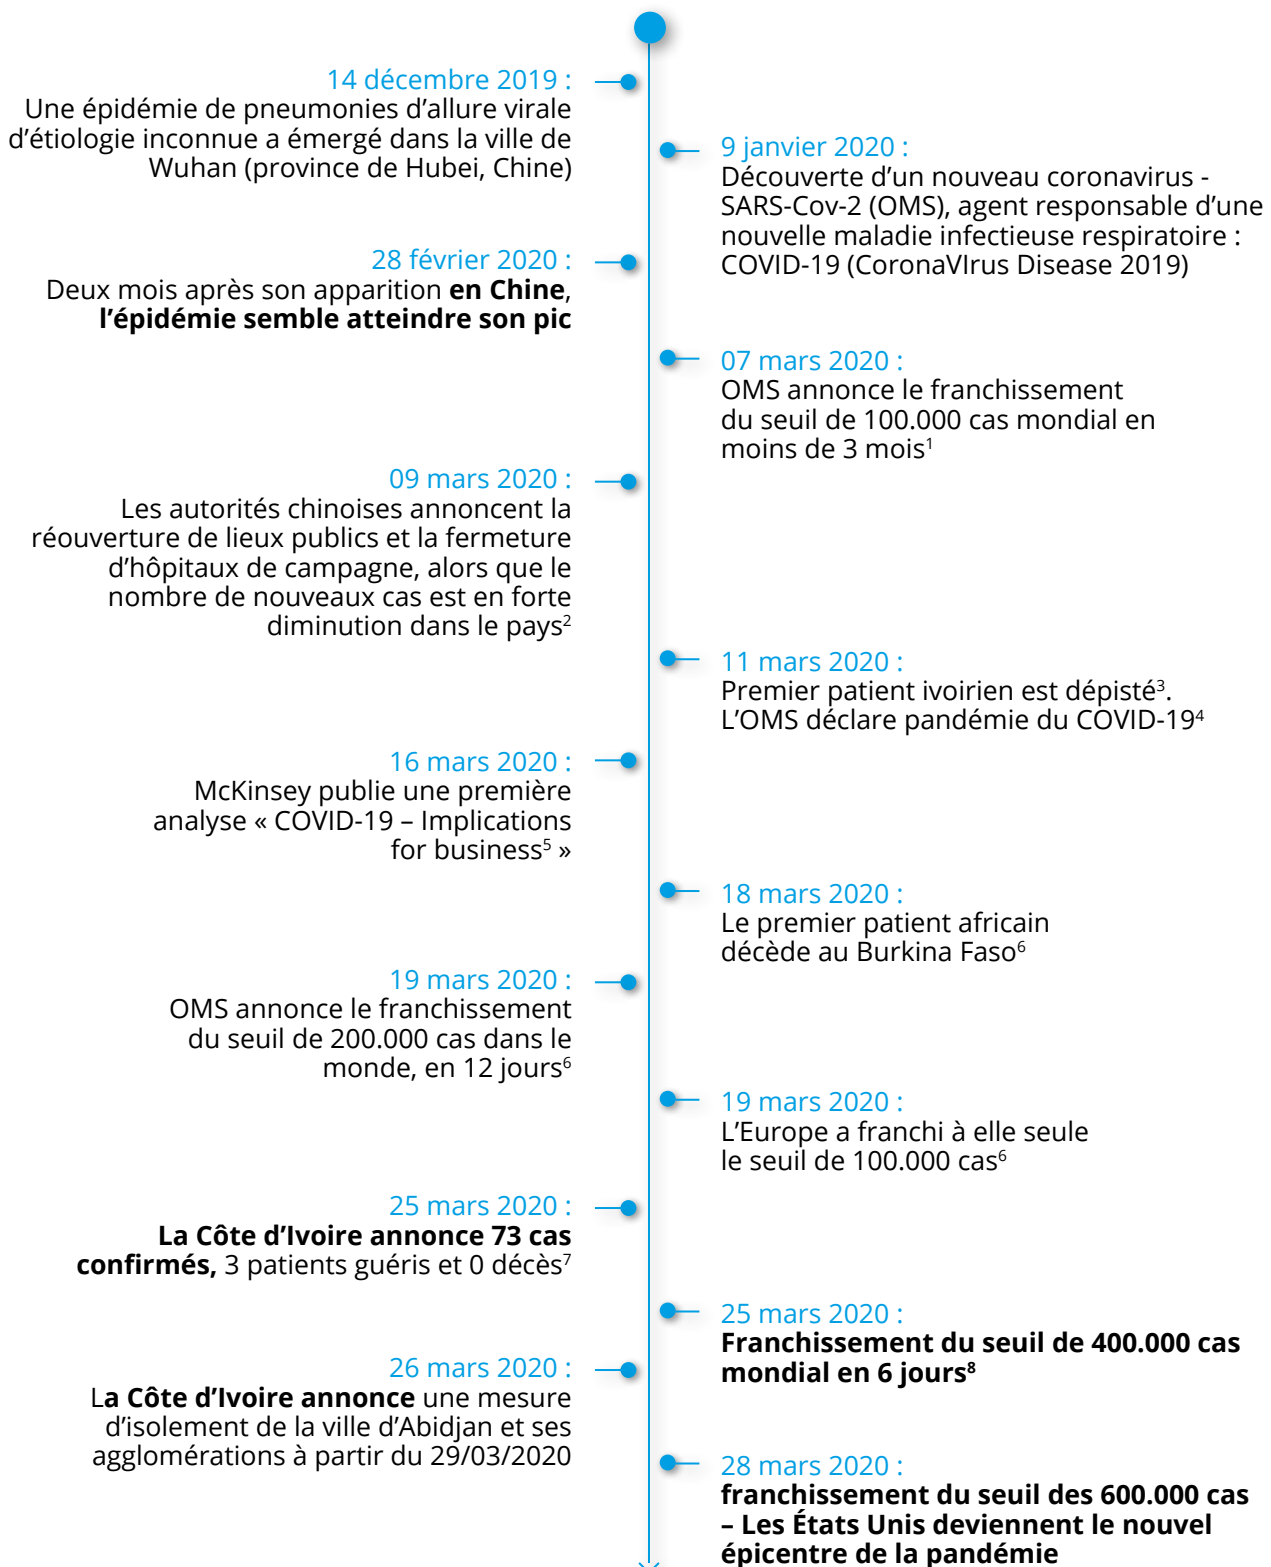 14 décembre 2019 :
Une épidémie de pneumonies d’allure virale
d’étiologie inconnue a émergé dans la ville de
Wuhan (province de Hubei, Chine)
9 janvier 2020 :
Découverte d’un nouveau coronavirus -
SARS-Cov-2 (OMS), agent responsable d’une
nouvelle maladie infectieuse respiratoire :
COVID-19 (CoronaVIrus Disease 2019)
28 février 2020 :
Deux mois après son apparition en Chine,
l’épidémie semble atteindre son pic
07 mars 2020 :
OMS annonce le franchissement
du seuil de 100.000 cas mondial en
moins de 3 mois¹
09 mars 2020 :
Les autorités chinoises annoncent la
réouverture de lieux publics et la fermeture
d’hôpitaux de campagne, alors que le
nombre de nouveaux cas est en forte
diminution dans le pays²
11 mars 2020 :
Premier patient ivoirien est dépisté³.
L’OMS déclare pandémie du COVID-19⁴
16 mars 2020 :
McKinsey publie une première
analyse « COVID-19 – Implications
for business⁵ »
18 mars 2020 :
Le premier patient africain
décède au Burkina Faso⁶
19 mars 2020 :
OMS annonce le franchissement
du seuil de 200.000 cas dans le
monde, en 12 jours⁶
19 mars 2020 :
L’Europe a franchi à elle seule
le seuil de 100.000 cas⁶
25 mars 2020 :
La Côte d’Ivoire annonce 73 cas
confirmés, 3 patients guéris et 0 décès⁷
25 mars 2020 :
Franchissement du seuil de 400.000 cas
mondial en 6 jours⁸
26 mars 2020 :
La Côte d’Ivoire annonce une mesure
d’isolement de la ville d’Abidjan et ses
agglomérations à partir du 29/03/2020
28 mars 2020 :
franchissement du seuil des 600.000 cas
– Les États Unis deviennent le nouvel
épicentre de la pandémie